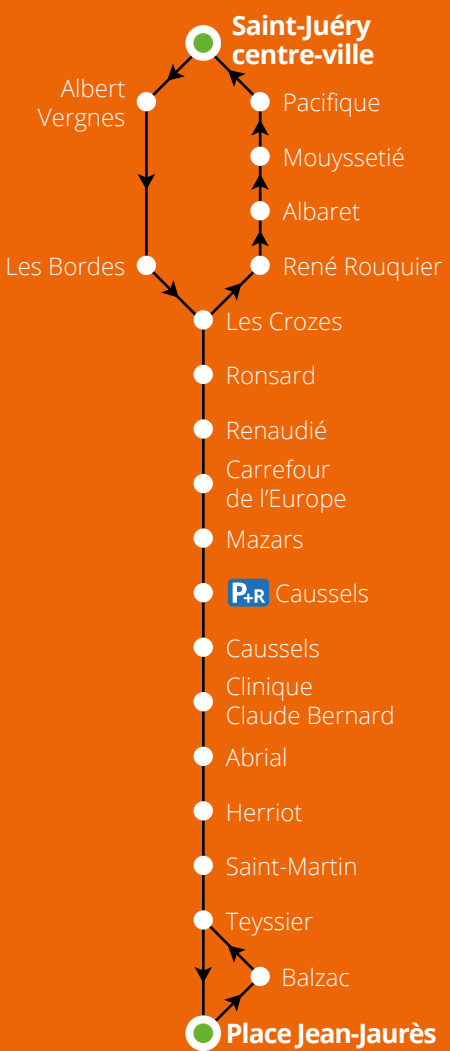 Saint-Juéry
centre-ville
Albert
Vergnes
Pacifique
Mouyssetié
Albaret
Les Bordes
René Rouquier
Les Crozes
Ronsard
Renaudié
Carrefour
de l'Europe
Mazars
P+R Caussels
Caussels
Clinique
Claude Bernard
Abrial
Herriot
Saint-Martin
Teyssier
Balzac
Place Jean-Jaurès